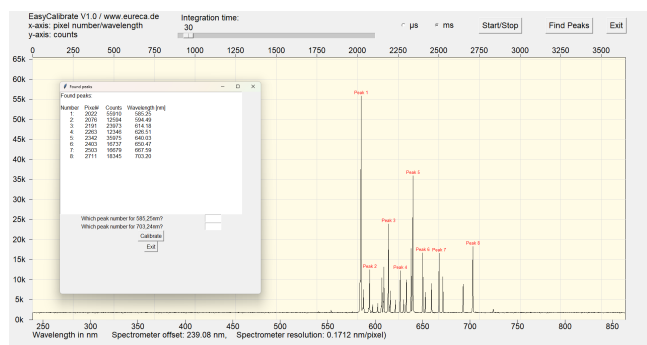 EasyCalibrate V1.0 / www.eureca.de
x-axis: pixel number/wavelength
y-axis: counts
Integration time:
30
µs
ms
Start/Stop
Find Peaks
Exit
0 250 500 750 1000 1250 1500 1750 2000 2250 2500 2750 3000 3250 3500
65k
60k
55k
50k
45k
40k
35k
30k
25k
20k
15k
10k
5k
0k
Found peaks
Found peaks:
Number Pixel# Counts Wavelength [nm]
1: 2022 55910 585.25
2: 2076 12594 594.49
3: 2191 23973 614.18
4: 2263 12346 626.51
5: 2342 35975 640.03
6: 2403 16737 650.47
7: 2503 16679 667.59
8: 2711 18345 703.20
Which peak number for 585,25nm?
Which peak number for 703,24nm?
Calibrate
Exit
Peak 1
Peak 5
Peak 3
Peak 8
Peak 6 Peak 7
Peak 2
Peak 4
250 300 350 400 450 500 550 600 650 700 750 800 850
Wavelength in nm Spectrometer offset: 239.08 nm, Spectrometer resolution: 0.1712 nm/pixel)